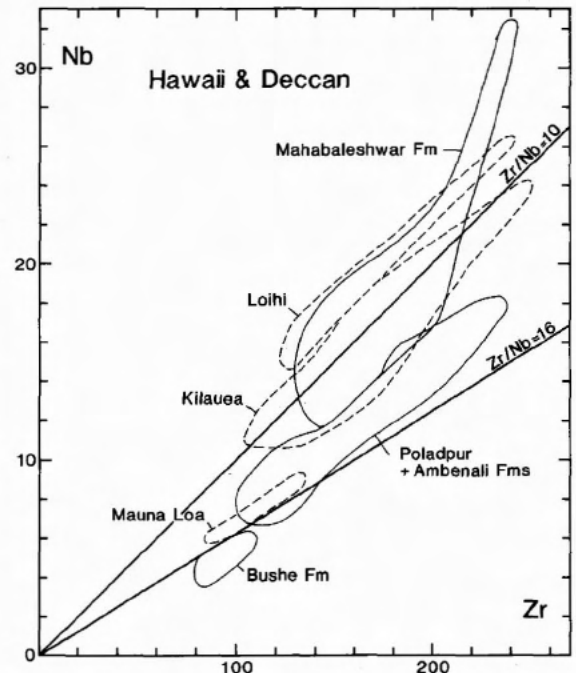 Nb
Hawaii & Deccan
Mahabaleshwar Fm
Zr/Nb=10
Loihi
Kilauea
Zr/Nb=16
Poladpur
+ Ambenali Fms
Mauna Loa
Bushe Fm
Zr
30
20
10
0
100
200